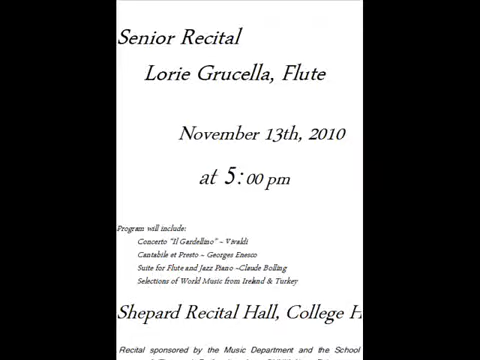 Senior Recital
Lorie Grucella, Flute
November 13th, 2010
at 5:00 pm
Program will include:
Concerto "Il Gardellino" ~ Vivaldi
Cantabile et Presto ~ Georges Enesco
Suite for Flute and Jazz Piano ~Claude Bolling
Selections of World Music from Ireland & Turkey
Shepard Recital Hall, College H
Recital sponsored by the Music Department and the School